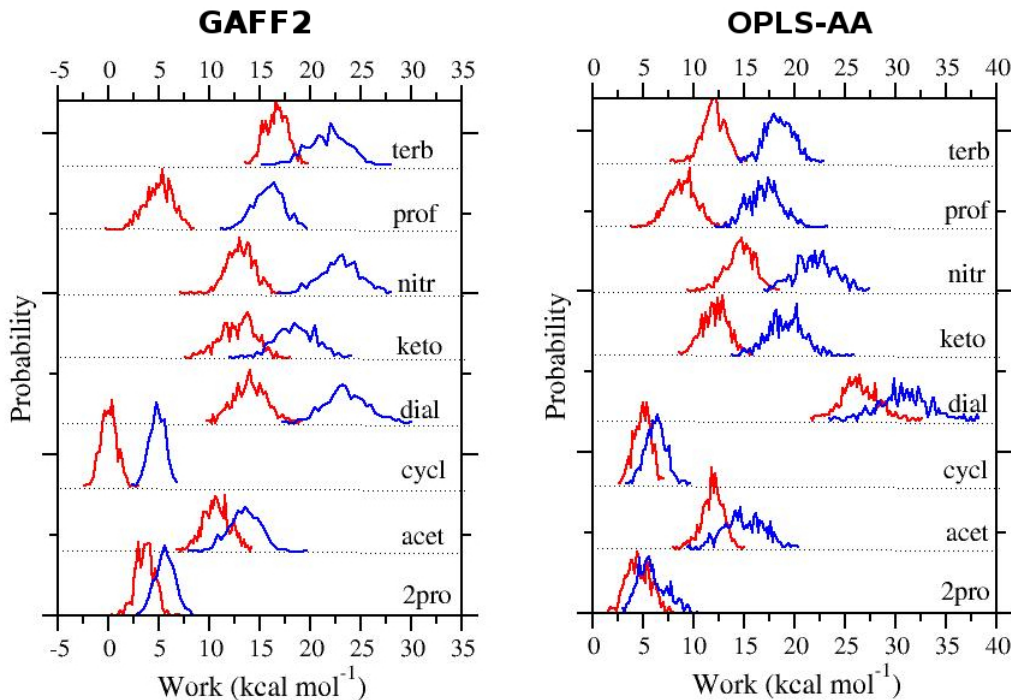 GAFF2
-5 0 5 10 15 20 25 30 35
terb
prof
nitr
keto
dial
cycl
acet
2pro
Probability
-5 0 5 10 15 20 25 30 35
Work (kcal mol⁻¹)
OPLS-AA
0 5 10 15 20 25 30 35 40
terb
prof
nitr
keto
dial
cycl
acet
2pro
Probability
0 5 10 15 20 25 30 35 40
Work (kcal mol⁻¹)